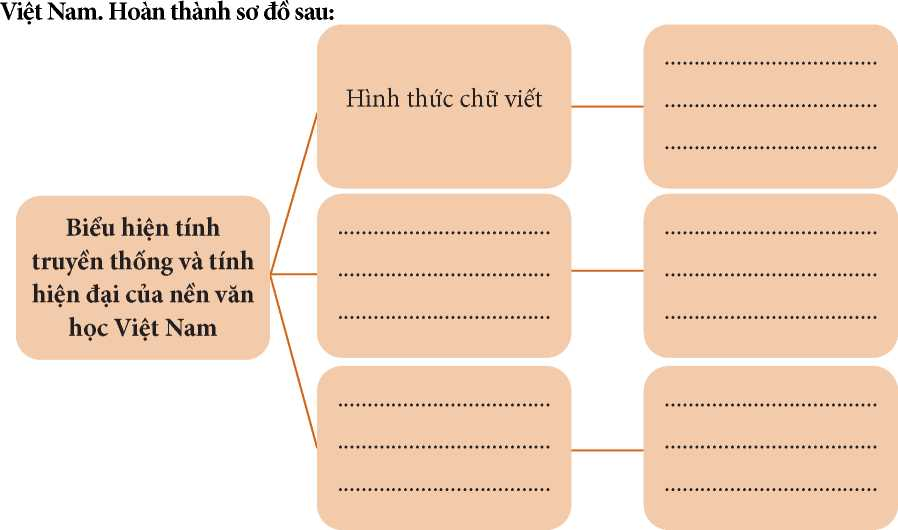 Việt Nam. Hoàn thành sơ đồ sau:
Hình thức chữ viết
....................................
....................................
....................................
Biểu hiện tính
truyền thống và tính
hiện đại của nền văn
học Việt Nam
....................................
....................................
....................................
....................................
....................................
....................................
....................................
....................................
....................................
....................................
....................................
....................................